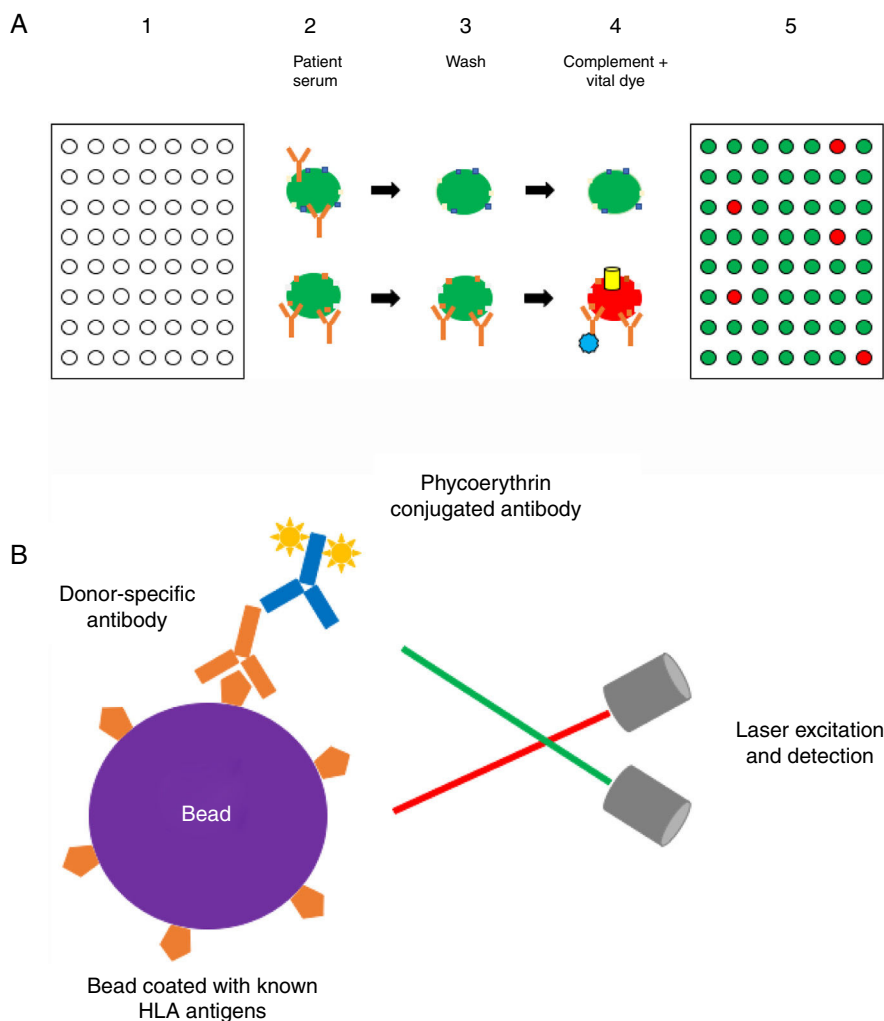 A
1
2
3
4
5
Patient
serum
Wash
Complement +
vital dye
Phycoerythrin
conjugated antibody
B
Donor-specific
antibody
Laser excitation
and detection
Bead
Bead coated with known
HLA antigens